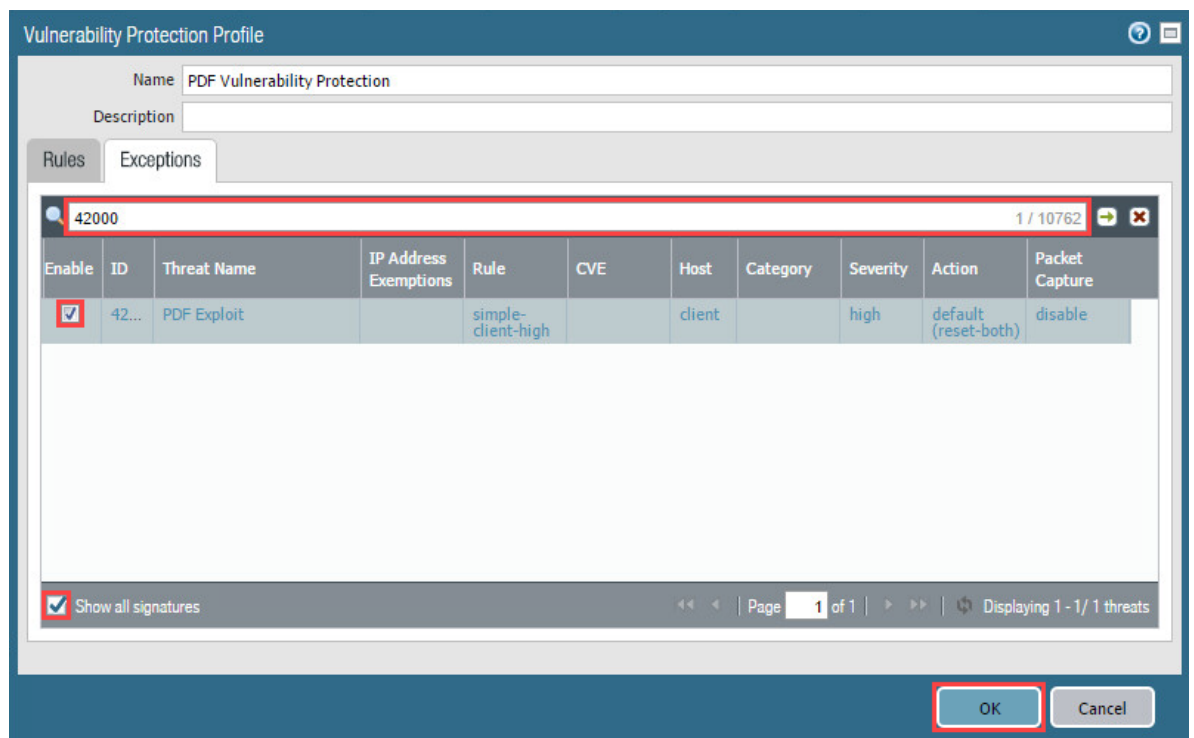 Vulnerability Protection Profile
Name PDF Vulnerability Protection
Description
Rules Exceptions
42000 1 / 10762
Enable ID Threat Name IP Address Exemptions Rule CVE Host Category Severity Action Packet Capture
42... PDF Exploit simple-client-high client high default (reset-both) disable
Show all signatures Page 1 of 1 Displaying 1 - 1/ 1 threats
OK Cancel